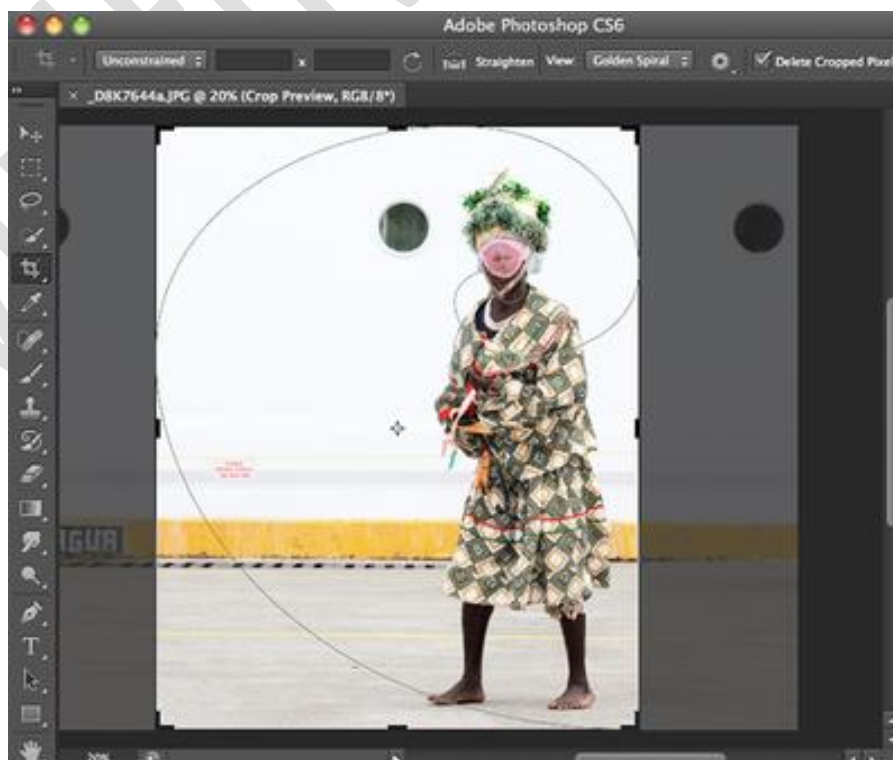 Adobe Photoshop CS6
Unconstrained x Straighten View: Golden Spiral Delete Cropped Pixel
× _D8K7644a.JPG @ 20% (Crop Preview, RGB/8*)
IGUA
T
20%